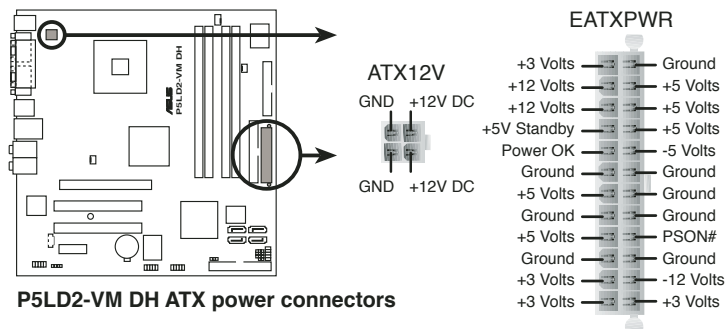 EATXPWR
ATX12V
GND +12V DC
GND +12V DC
+3 Volts Ground
+12 Volts +5 Volts
+12 Volts +5 Volts
+5V Standby +5 Volts
Power OK -5 Volts
Ground Ground
+5 Volts Ground
Ground Ground
+5 Volts PSON#
Ground Ground
+3 Volts -12 Volts
+3 Volts +3 Volts
ASUS
P5LD2-VM DH
P5LD2-VM DH ATX power connectors